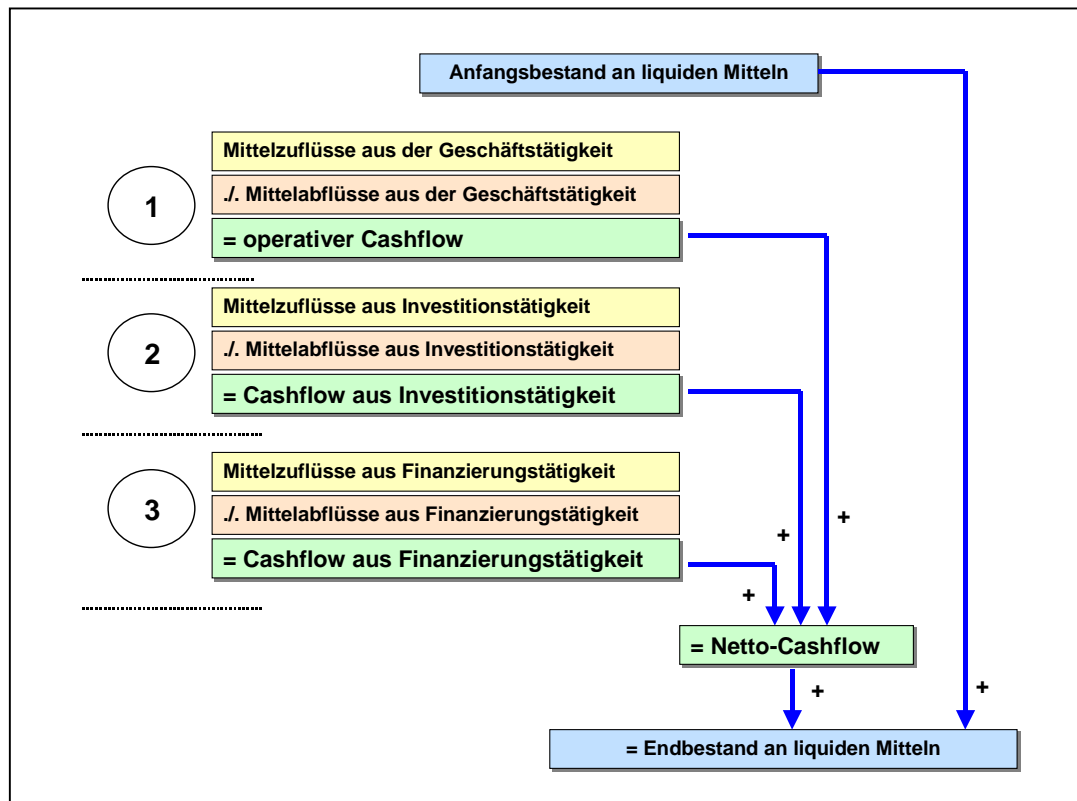 Anfangsbestand an liquiden Mitteln
1
Mittelzuflüsse aus der Geschäftstätigkeit
./. Mittelabflüsse aus der Geschäftstätigkeit
= operativer Cashflow
2
Mittelzuflüsse aus Investitionstätigkeit
./. Mittelabflüsse aus Investitionstätigkeit
= Cashflow aus Investitionstätigkeit
3
Mittelzuflüsse aus Finanzierungstätigkeit
./. Mittelabflüsse aus Finanzierungstätigkeit
= Cashflow aus Finanzierungstätigkeit
+
+
+
= Netto-Cashflow
+
+
= Endbestand an liquiden Mitteln